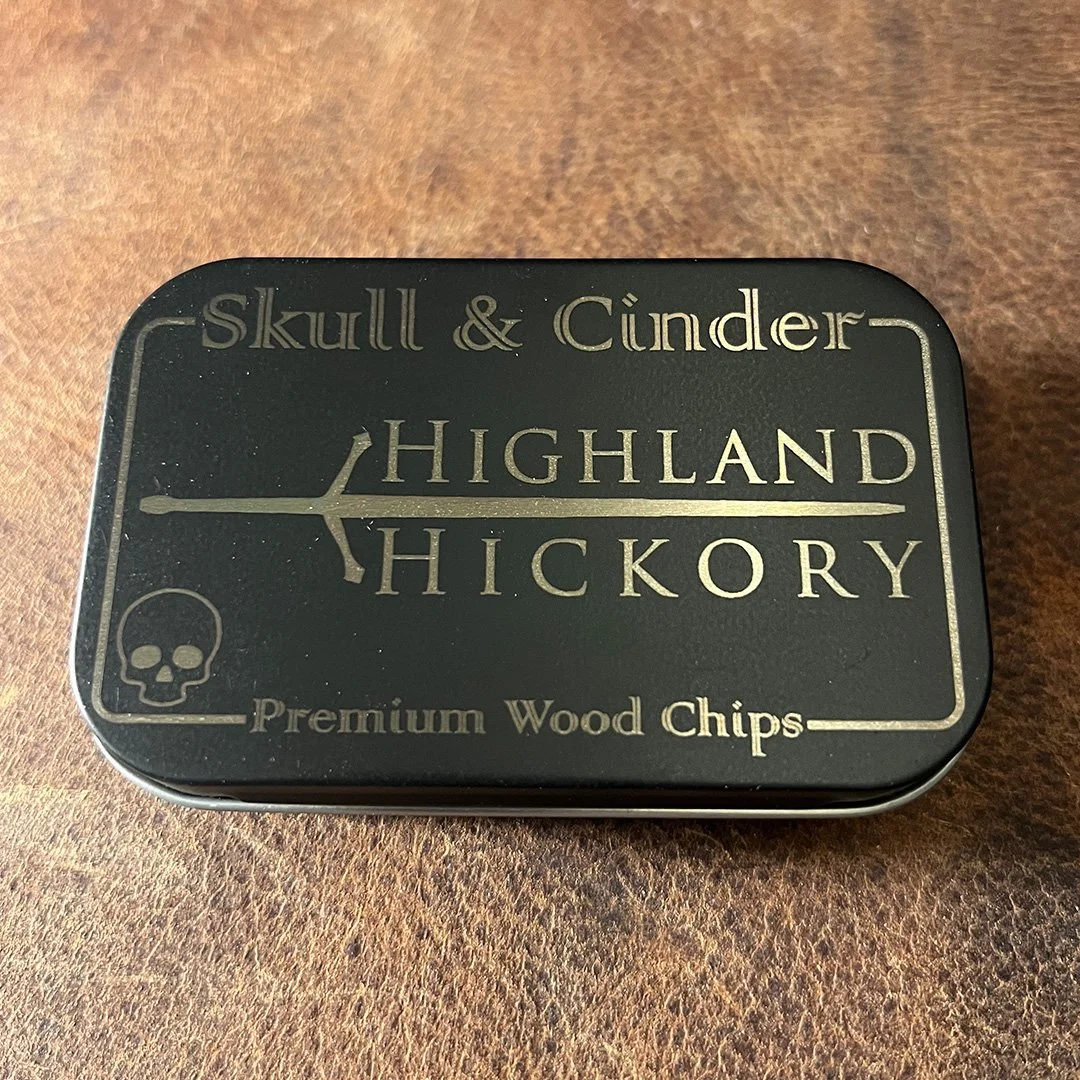 Skull & Cinder
HIGHLAND
HICKORY
Premium Wood Chips